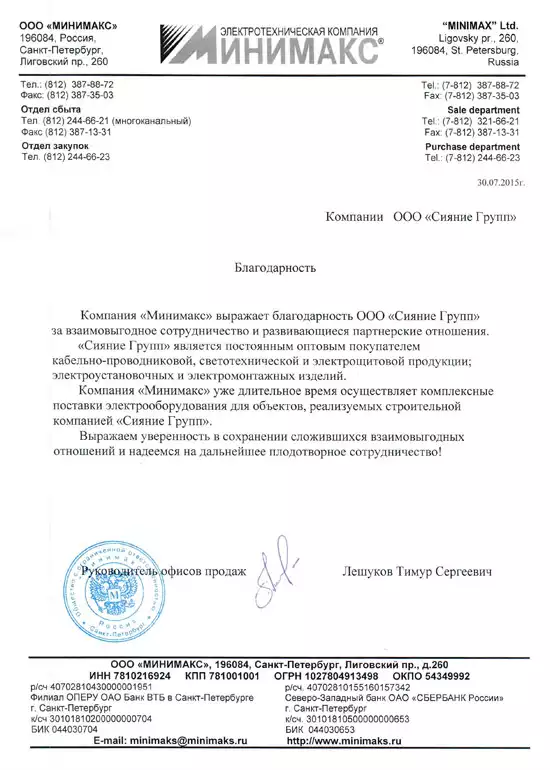 ООО «МИНИМАКС»
196084, Россия,
Санкт-Петербург,
Лиговский пр., 260
ЭЛЕКТРОТЕХНИЧЕСКАЯ КОМПАНИЯ
МИНИМАКС®
“MINIMAX” Ltd.
Ligovsky pr., 260,
196084, St. Petersburg,
Russia
Тел.: (812) 387-88-72
Факс: (812) 387-35-03
Отдел сбыта
Тел. (812) 244-66-21 (многоканальный)
Факс (812) 387-13-31
Отдел закупок
Тел. (812) 244-66-23
Tel.: (7-812) 387-88-72
Fax: (7-812) 387-35-03
Sale department
Tel.: (7-812) 321-66-21
Fax: (7-812) 387-13-31
Purchase department
Tel.: (7-812) 244-66-23
30.07.2015г.
Компании ООО «Сияние Групп»
Благодарность
Компания «Минимакс» выражает благодарность ООО «Сияние Групп»
за взаимовыгодное сотрудничество и развивающиеся партнерские отношения.
«Сияние Групп» является постоянным оптовым покупателем
кабельно-проводниковой, светотехнической и электрощитовой продукции;
электроустановочных и электромонтажных изделий.
Компания «Минимакс» уже длительное время осуществляет комплексные
поставки электрооборудования для объектов, реализуемых строительной
компанией «Сияние Групп».
Выражаем уверенность в сохранении сложившихся взаимовыгодных
отношений и надеемся на дальнейшее плодотворное сотрудничество!
Руководитель офисов продаж
Лешуков Тимур Сергеевич
Общество с ограниченной ответственностью
"Минимакс"
М
Россия
Санкт-Петербург
ООО «МИНИМАКС», 196084, Санкт-Петербург, Лиговский пр., д.260
ИНН 7810216924 КПП 781001001 ОГРН 1027804913498 ОКПО 54349992
р/сч 40702810430000001951
Филиал ОПЕРУ ОАО Банк ВТБ в Санкт-Петербурге
г. Санкт-Петербург
к/сч 30101810200000000704
БИК 044030704
р/сч. 40702810155160157342
Северо-Западный банк ОАО «СБЕРБАНК России»
г. Санкт-Петербург
к/сч. 30101810500000000653
БИК 044030653
E-mail: minimaks@minimaks.ru
http://www.minimaks.ru